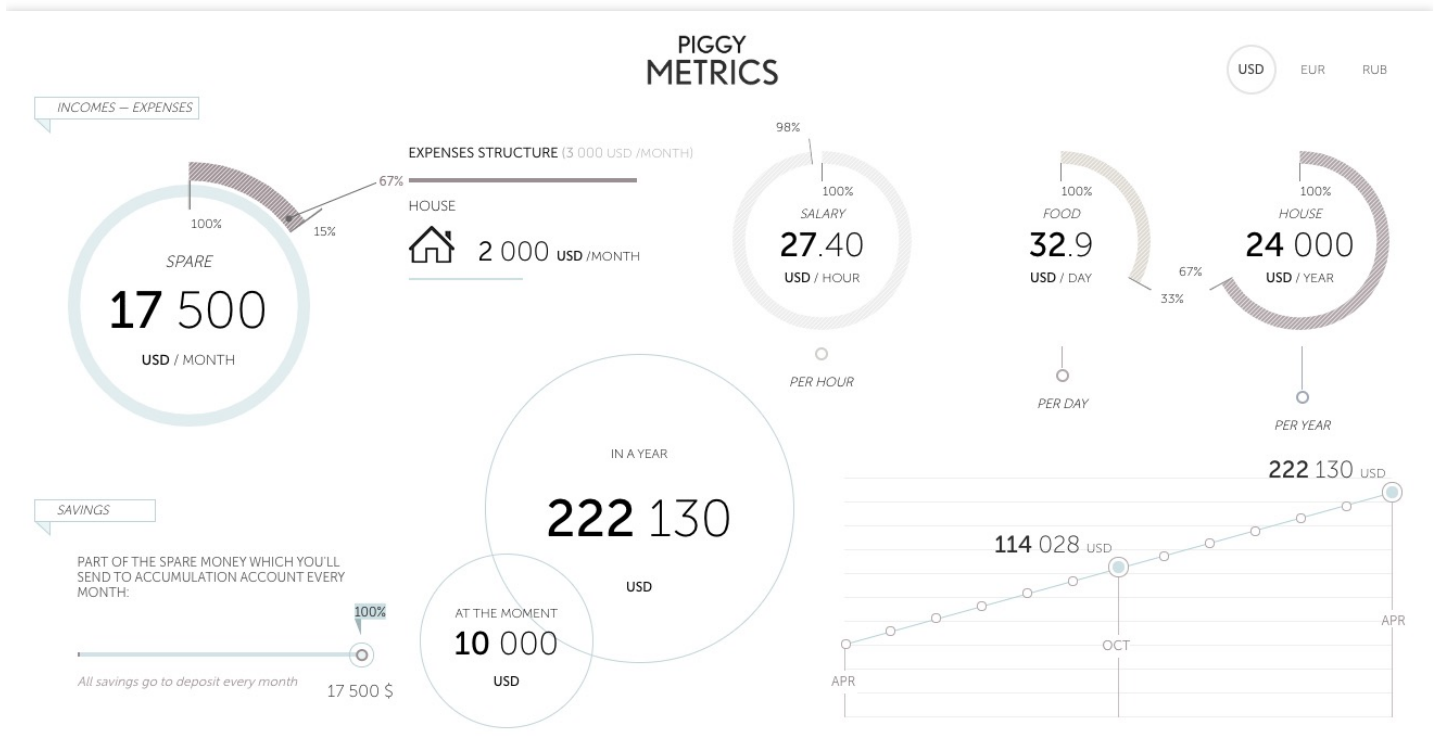 PIGGY
METRICS
USD EUR RUB
INCOMES — EXPENSES
100%
15%
67%
SPARE
17 500
USD / MONTH
EXPENSES STRUCTURE (3 000 USD /MONTH)
HOUSE
2 000 USD /MONTH
98%
100%
SALARY
27.40
USD / HOUR
PER HOUR
100%
FOOD
32.9
USD / DAY
33%
PER DAY
100%
HOUSE
24 000
USD / YEAR
67%
PER YEAR
SAVINGS
PART OF THE SPARE MONEY WHICH YOU'LL
SEND TO ACCUMULATION ACCOUNT EVERY
MONTH:
100%
All savings go to deposit every month
17 500 $
IN A YEAR
222 130
USD
AT THE MOMENT
10 000
USD
222 130 USD
114 028 USD
APR
OCT
APR